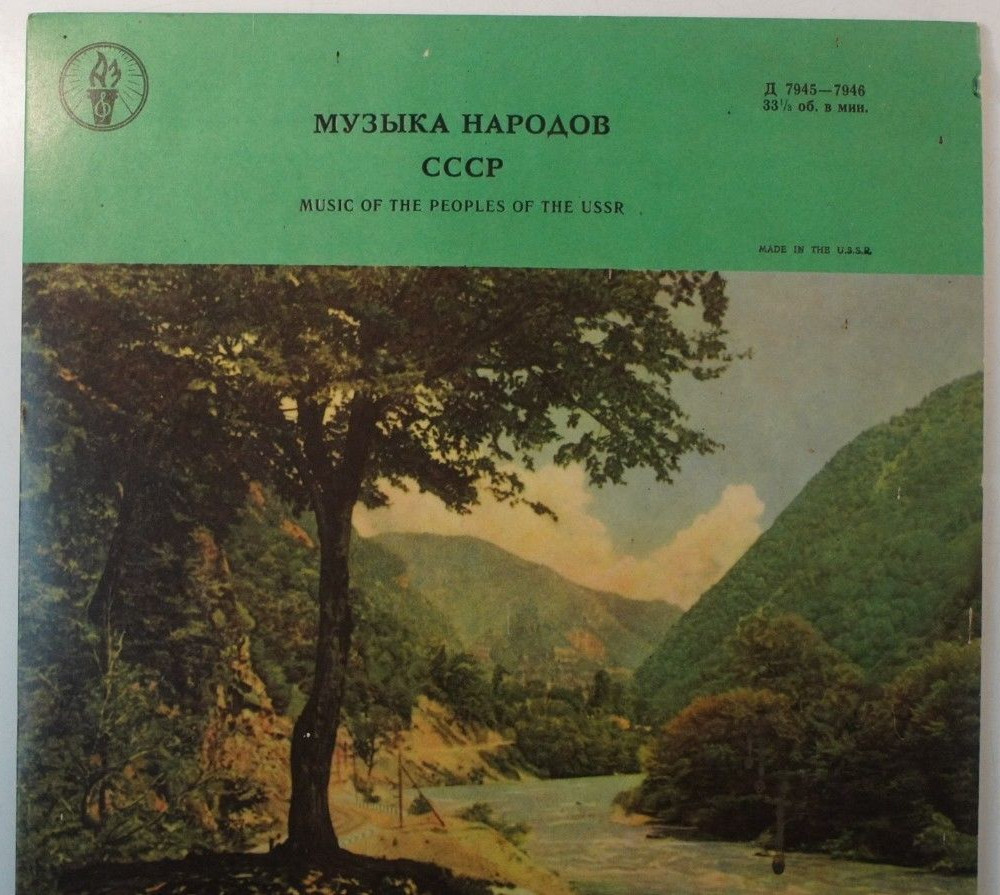 Д 7945—7946
33⅓ об. в мин.
МУЗЫКА НАРОДОВ
СССР
MUSIC OF THE PEOPLES OF THE USSR
MADE IN THE U.S.S.R.